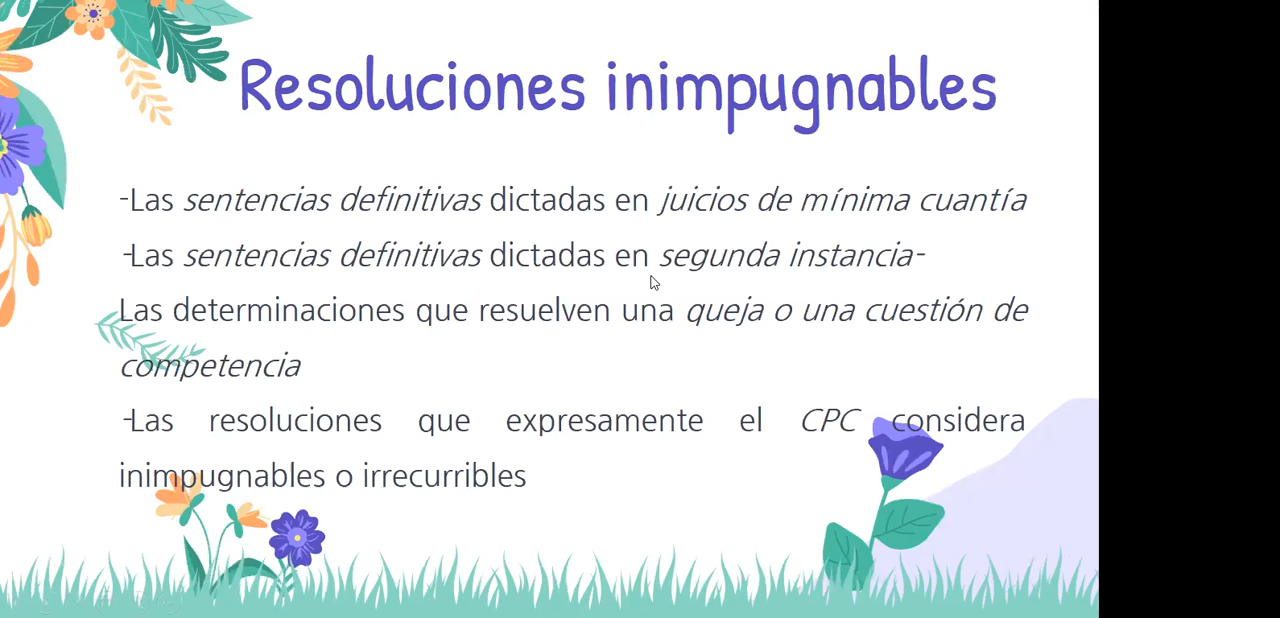 Resoluciones inimpugnables
-Las sentencias definitivas dictadas en juicios de mínima cuantía
-Las sentencias definitivas dictadas en segunda instancia-
Las determinaciones que resuelven una queja o una cuestión de
competencia
-Las resoluciones que expresamente el CPC considera
inimpugnables o irrecurribles